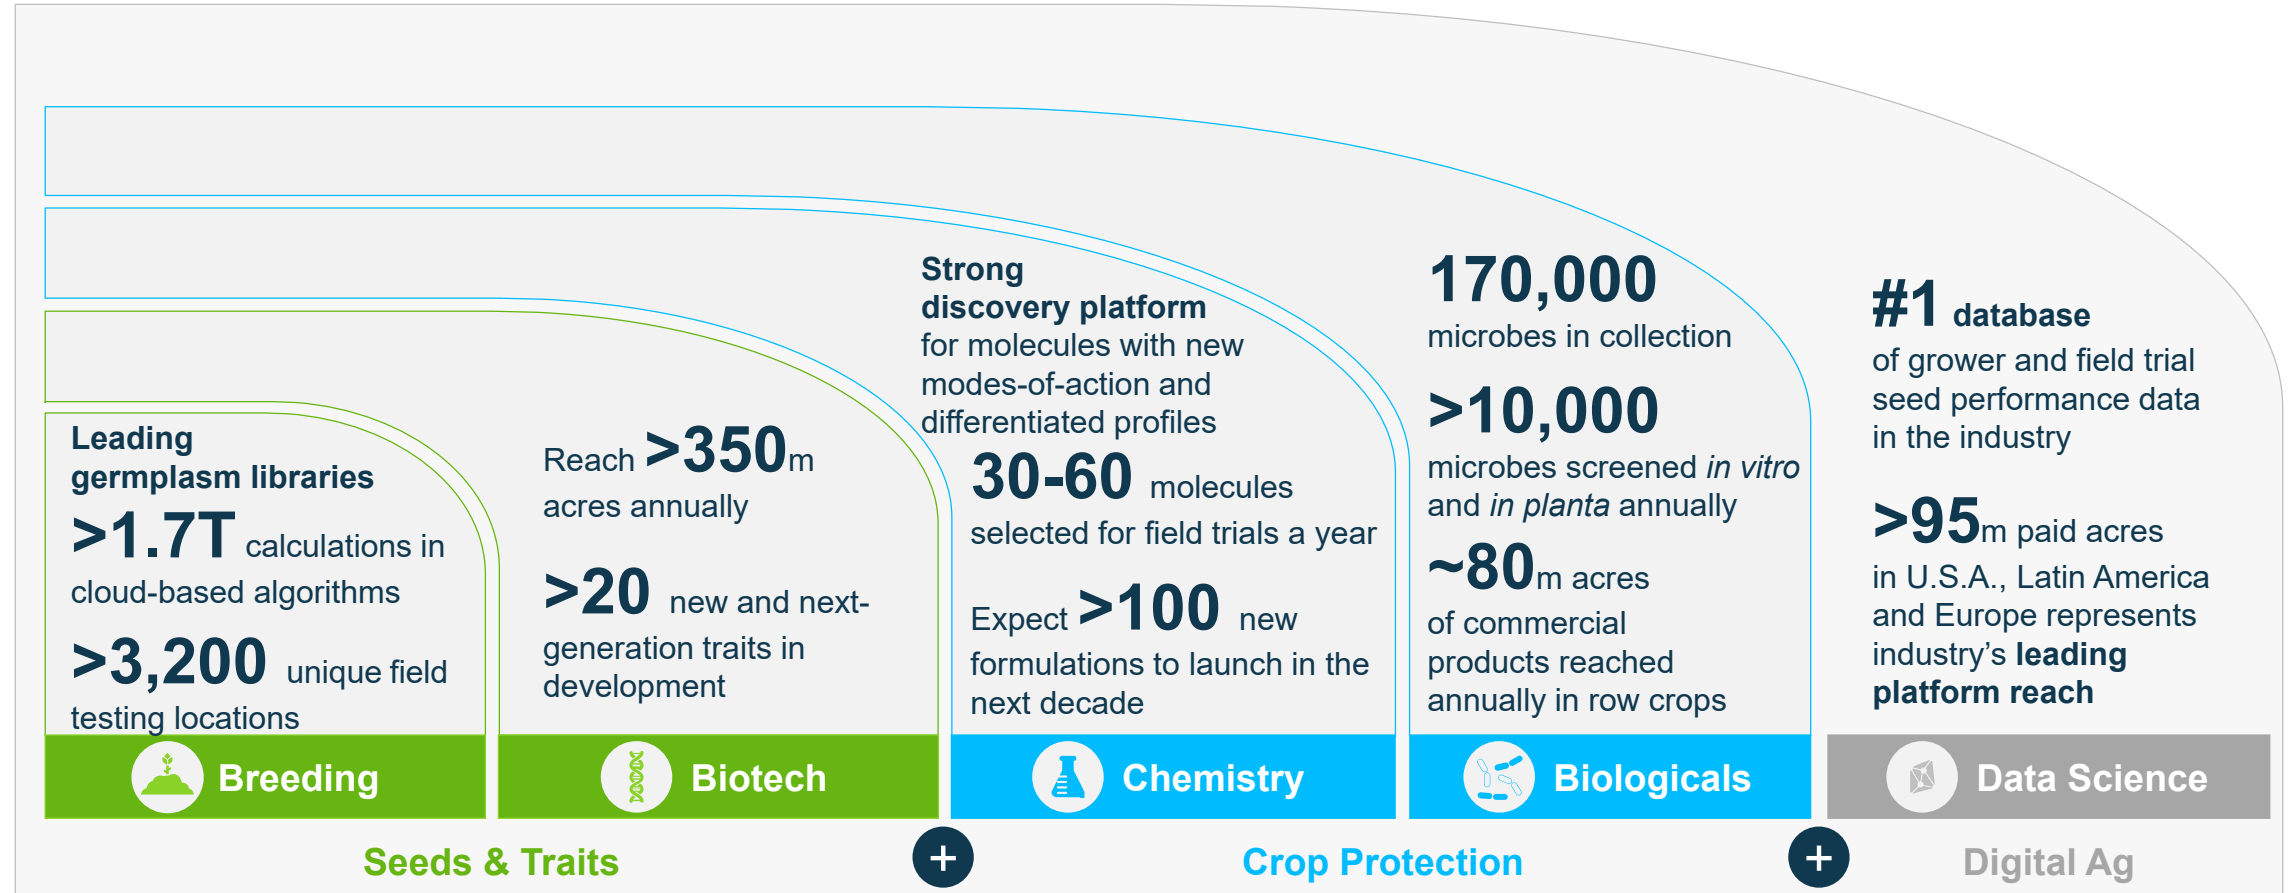 Leading
germplasm libraries
>1.7T calculations in
cloud-based algorithms
>3,200 unique field
testing locations
Breeding
Reach >350m
acres annually
>20 new and next-
generation traits in
development
Biotech
Seeds & Traits
+
Strong
discovery platform
for molecules with new
modes-of-action and
differentiated profiles
30-60 molecules
selected for field trials a year
Expect >100 new
formulations to launch in the
next decade
Chemistry
170,000
microbes in collection
>10,000
microbes screened in vitro
and in planta annually
~80m acres
of commercial
products reached
annually in row crops
Biologicals
Crop Protection
+
#1 database
of grower and field trial
seed performance data
in the industry
>95m paid acres
in U.S.A., Latin America
and Europe represents
industry’s leading
platform reach
Data Science
Digital Ag